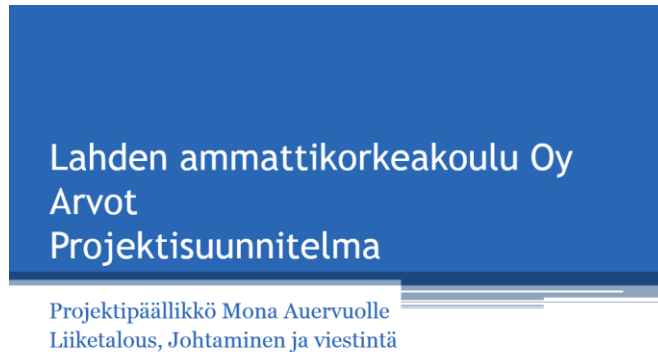 Lahden ammattikorkeakoulu Oy
Arvot
Projektisuunnitelma
Projektipäällikkö Mona Auervuolle
Liiketalous, Johtaminen ja viestintä